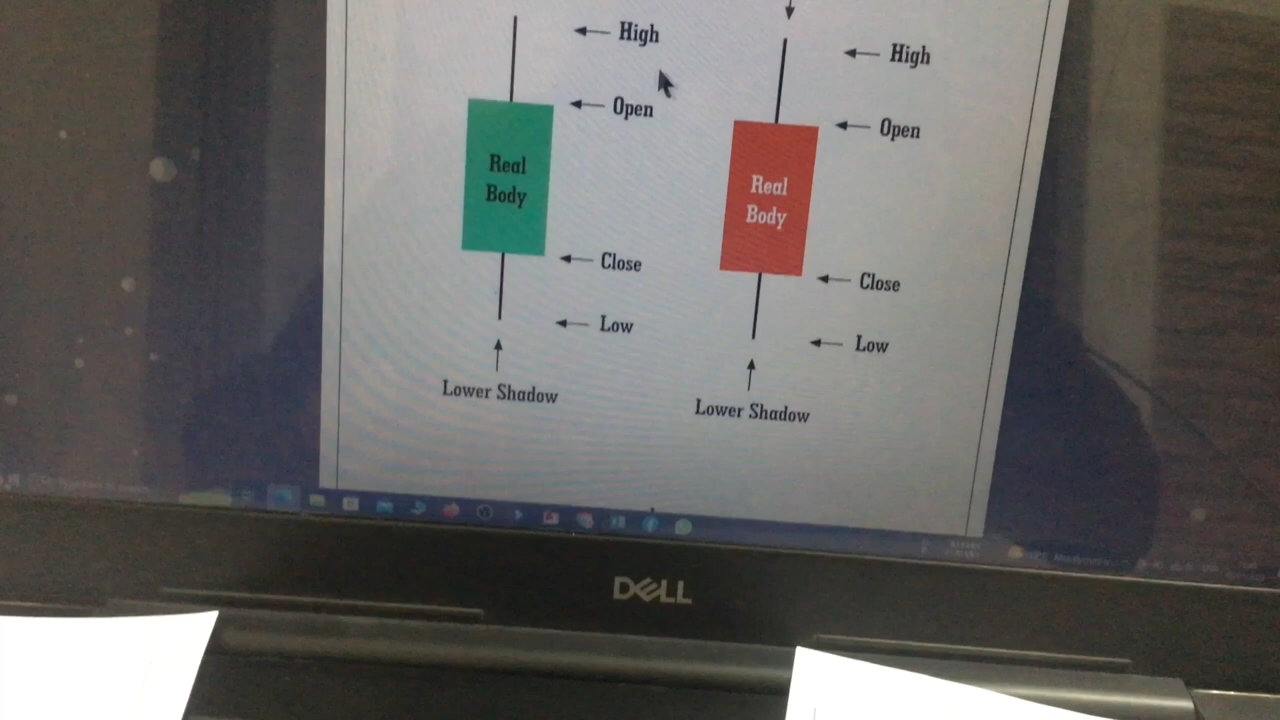 High
Open
Real
Body
Close
Low
Lower Shadow
High
Open
Real
Body
Close
Low
Lower Shadow
DELL